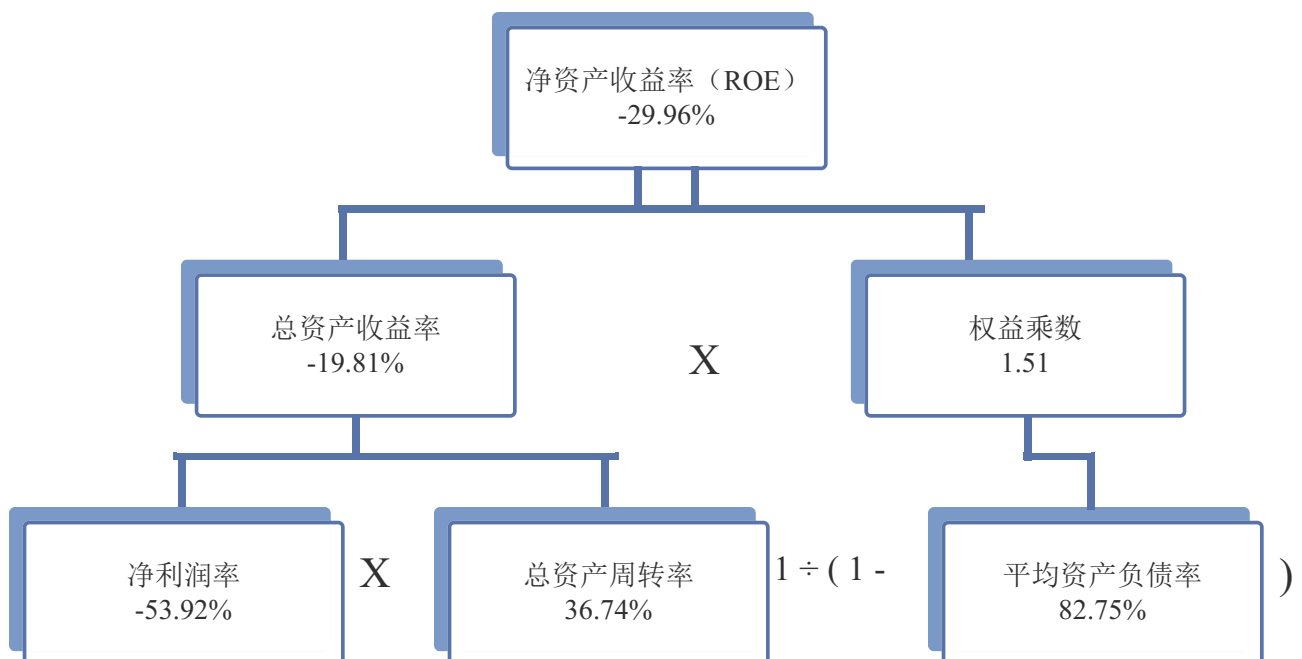 净资产收益率（ROE）
-29.96%
总资产收益率
-19.81%
X
权益乘数
1.51
净利润率
-53.92%
X
总资产周转率
36.74%
1 ÷ ( 1 -
平均资产负债率
82.75%
)